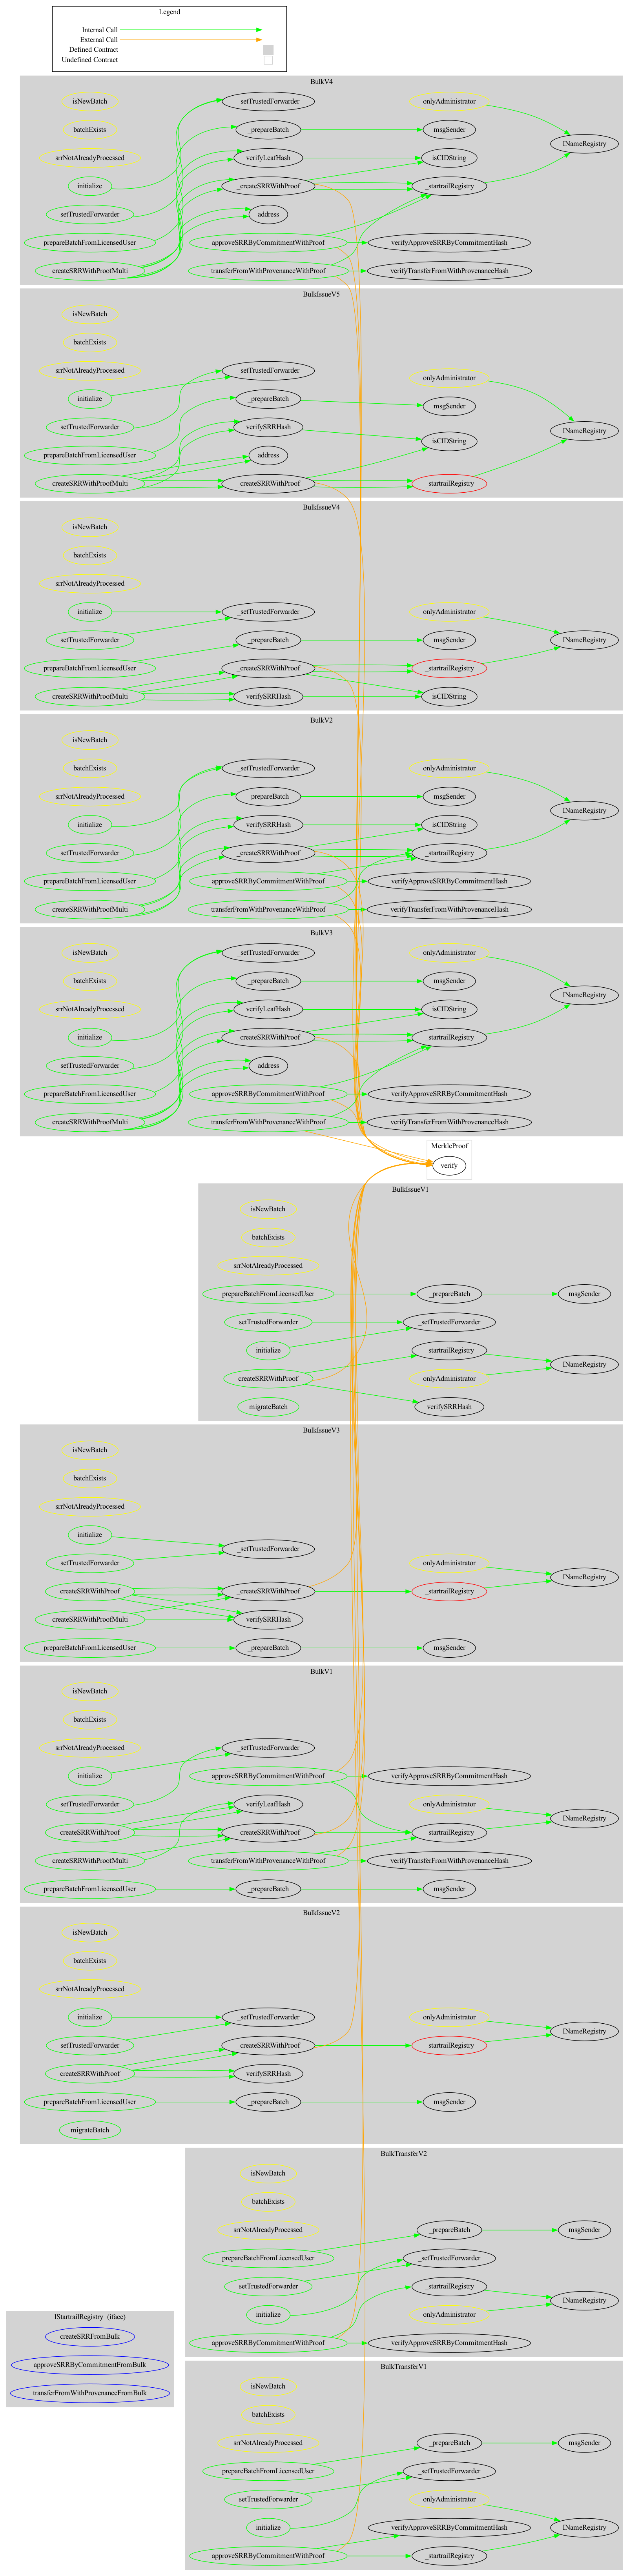 Legend
Internal Call
External Call
Defined Contract
Undefined Contract
BulkV4
isNewBatch
batchExists
srrNotAlreadyProcessed
initialize
setTrustedForwarder
prepareBatchFromLicensedUser
createSRRWithProofMulti
_setTrustedForwarder
_prepareBatch
verifyLeafHash
_createSRRWithProof
address
approveSRRByCommitmentWithProof
transferFromWithProvenanceWithProof
onlyAdministrator
msgSender
isCIDString
_startrailRegistry
verifyApproveSRRByCommitmentHash
verifyTransferFromWithProvenanceHash
INameRegistry
BulkIssueV5
isNewBatch
batchExists
srrNotAlreadyProcessed
initialize
setTrustedForwarder
prepareBatchFromLicensedUser
createSRRWithProofMulti
_setTrustedForwarder
_prepareBatch
verifySRRHash
address
_createSRRWithProof
onlyAdministrator
msgSender
isCIDString
_startrailRegistry
INameRegistry
BulkIssueV4
isNewBatch
batchExists
srrNotAlreadyProcessed
initialize
setTrustedForwarder
prepareBatchFromLicensedUser
createSRRWithProofMulti
_setTrustedForwarder
_prepareBatch
_createSRRWithProof
verifySRRHash
onlyAdministrator
msgSender
_startrailRegistry
isCIDString
INameRegistry
BulkV2
isNewBatch
batchExists
srrNotAlreadyProcessed
initialize
setTrustedForwarder
prepareBatchFromLicensedUser
createSRRWithProofMulti
_setTrustedForwarder
_prepareBatch
verifySRRHash
_createSRRWithProof
approveSRRByCommitmentWithProof
transferFromWithProvenanceWithProof
onlyAdministrator
msgSender
isCIDString
_startrailRegistry
verifyApproveSRRByCommitmentHash
verifyTransferFromWithProvenanceHash
INameRegistry
BulkV3
isNewBatch
batchExists
srrNotAlreadyProcessed
initialize
setTrustedForwarder
prepareBatchFromLicensedUser
createSRRWithProofMulti
_setTrustedForwarder
_prepareBatch
verifyLeafHash
_createSRRWithProof
address
approveSRRByCommitmentWithProof
transferFromWithProvenanceWithProof
onlyAdministrator
msgSender
isCIDString
_startrailRegistry
verifyApproveSRRByCommitmentHash
verifyTransferFromWithProvenanceHash
INameRegistry
MerkleProof
verify
BulkIssueV1
isNewBatch
batchExists
srrNotAlreadyProcessed
prepareBatchFromLicensedUser
setTrustedForwarder
initialize
createSRRWithProof
migrateBatch
_prepareBatch
_setTrustedForwarder
_startrailRegistry
onlyAdministrator
verifySRRHash
msgSender
INameRegistry
BulkIssueV3
isNewBatch
batchExists
srrNotAlreadyProcessed
initialize
setTrustedForwarder
createSRRWithProof
createSRRWithProofMulti
prepareBatchFromLicensedUser
_setTrustedForwarder
_createSRRWithProof
verifySRRHash
_prepareBatch
onlyAdministrator
_startrailRegistry
msgSender
INameRegistry
BulkV1
isNewBatch
batchExists
srrNotAlreadyProcessed
initialize
setTrustedForwarder
createSRRWithProof
createSRRWithProofMulti
prepareBatchFromLicensedUser
_setTrustedForwarder
approveSRRByCommitmentWithProof
verifyLeafHash
_createSRRWithProof
transferFromWithProvenanceWithProof
_prepareBatch
verifyApproveSRRByCommitmentHash
onlyAdministrator
_startrailRegistry
verifyTransferFromWithProvenanceHash
msgSender
INameRegistry
BulkIssueV2
isNewBatch
batchExists
srrNotAlreadyProcessed
initialize
setTrustedForwarder
createSRRWithProof
prepareBatchFromLicensedUser
migrateBatch
_setTrustedForwarder
_createSRRWithProof
verifySRRHash
_prepareBatch
onlyAdministrator
_startrailRegistry
msgSender
INameRegistry
BulkTransferV2
isNewBatch
batchExists
srrNotAlreadyProcessed
prepareBatchFromLicensedUser
setTrustedForwarder
initialize
approveSRRByCommitmentWithProof
_prepareBatch
_setTrustedForwarder
_startrailRegistry
onlyAdministrator
verifyApproveSRRByCommitmentHash
msgSender
INameRegistry
IStartrailRegistry (iface)
createSRRFromBulk
approveSRRByCommitmentFromBulk
transferFromWithProvenanceFromBulk
BulkTransferV1
isNewBatch
batchExists
srrNotAlreadyProcessed
prepareBatchFromLicensedUser
setTrustedForwarder
initialize
approveSRRByCommitmentWithProof
_prepareBatch
_setTrustedForwarder
onlyAdministrator
verifyApproveSRRByCommitmentHash
_startrailRegistry
msgSender
INameRegistry